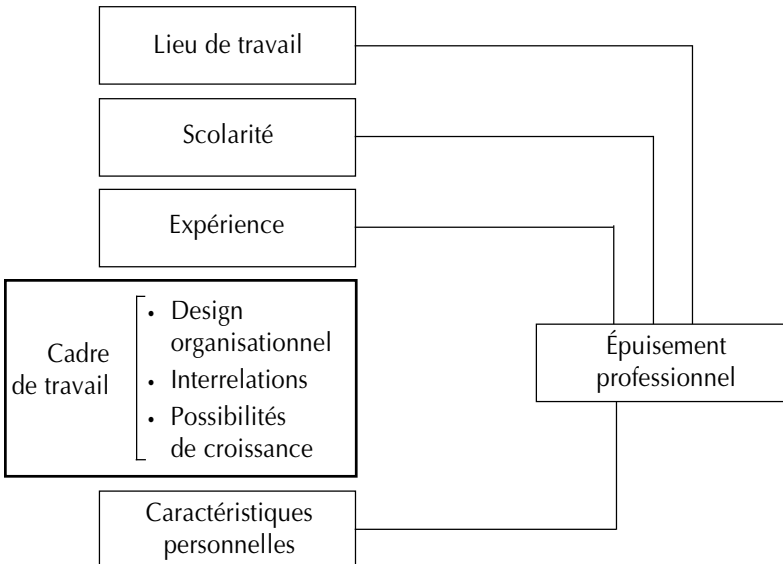 Lieu de travail
Scolarité
Expérience
Cadre
de travail
• Design
organisationnel
• Interrelations
• Possibilités
de croissance
Épuisement
professionnel
Caractéristiques
personnelles